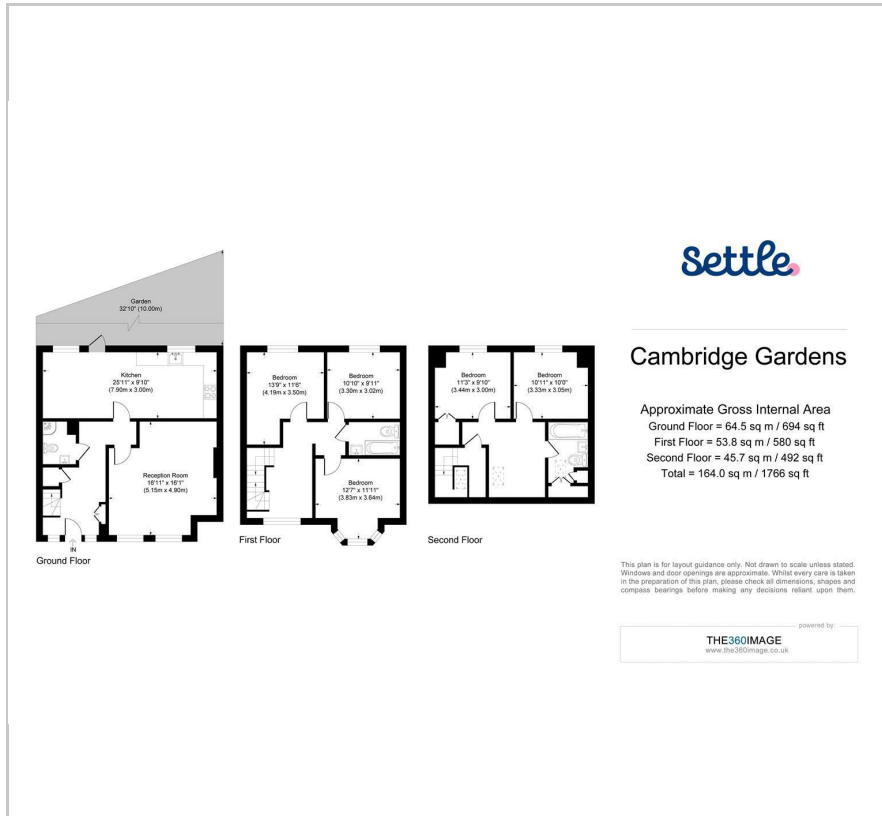 Garden
32'10" (10.00m)
Kitchen
25'11" x 9'10"
(7.90m x 3.00m)
Reception Room
16'11" x 16'1"
(5.15m x 4.90m)
IN
Ground Floor
Bedroom
13'9" x 11'6"
(4.19m x 3.50m)
Bedroom
10'10" x 9'11"
(3.30m x 3.02m)
Bedroom
12'7" x 11'11"
(3.83m x 3.64m)
First Floor
Bedroom
11'3" x 9'10"
(3.44m x 3.00m)
Bedroom
10'11" x 10'0"
(3.33m x 3.05m)
Second Floor
settle
Cambridge Gardens
Approximate Gross Internal Area
Ground Floor = 64.5 sq m / 694 sq ft
First Floor = 53.8 sq m / 580 sq ft
Second Floor = 45.7 sq m / 492 sq ft
Total = 164.0 sq m / 1766 sq ft
This plan is for layout guidance only. Not drawn to scale unless stated.
Windows and door openings are approximate. Whilst every care is taken
in the preparation of this plan, please check all dimensions, shapes and
compass bearings before making any decisions reliant upon them.
powered by:
THE360IMAGE
www.the360image.co.uk